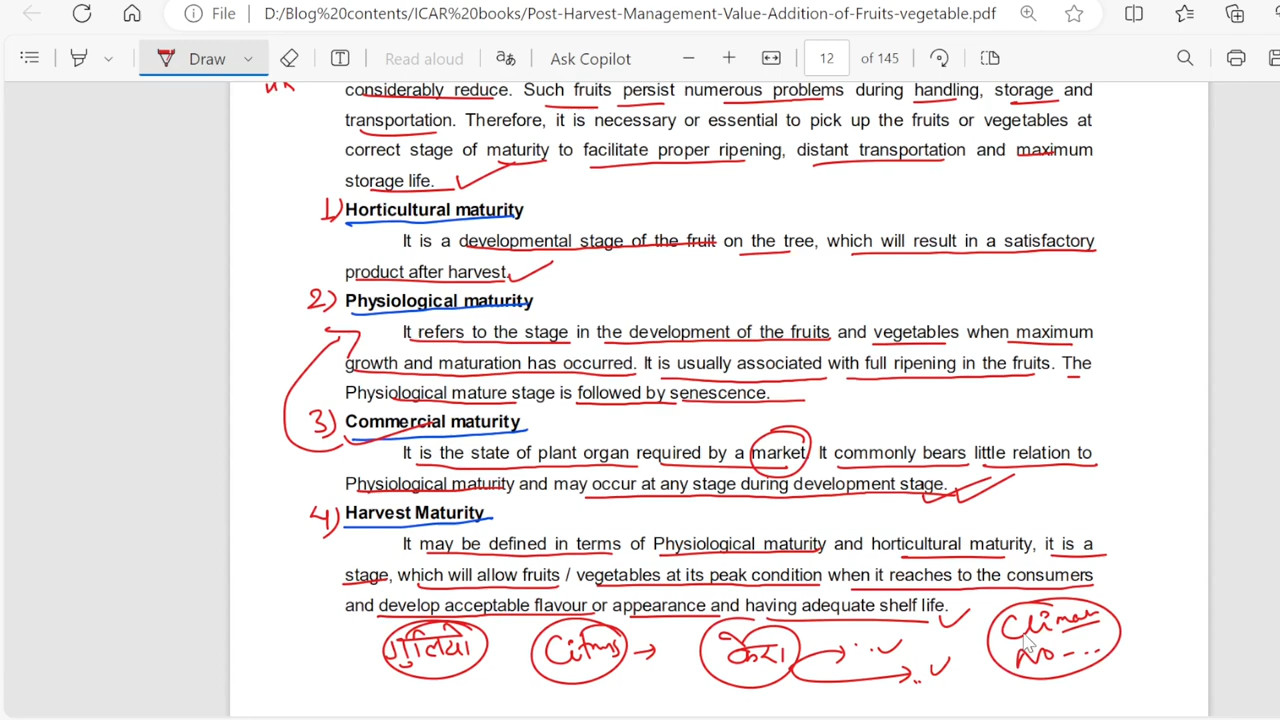 File D:/Blog%20contents/ICAR%20books/Post-Harvest-Management-Value-Addition-of-Fruits-vegetable.pdf
Draw Read aloud aあ Ask Copilot 12 of 145
considerably reduce. Such fruits persist numerous problems during handling, storage and
transportation. Therefore, it is necessary or essential to pick up the fruits or vegetables at
correct stage of maturity to facilitate proper ripening, distant transportation and maximum
storage life.
1) Horticultural maturity
It is a developmental stage of the fruit on the tree, which will result in a satisfactory
product after harvest.
2) Physiological maturity
It refers to the stage in the development of the fruits and vegetables when maximum
growth and maturation has occurred. It is usually associated with full ripening in the fruits. The
Physiological mature stage is followed by senescence.
3) Commercial maturity
It is the state of plant organ required by a market. It commonly bears little relation to
Physiological maturity and may occur at any stage during development stage.
4) Harvest Maturity
It may be defined in terms of Physiological maturity and horticultural maturity, it is a
stage, which will allow fruits / vegetables at its peak condition when it reaches to the consumers
and develop acceptable flavour or appearance and having adequate shelf life.
Citrus
No